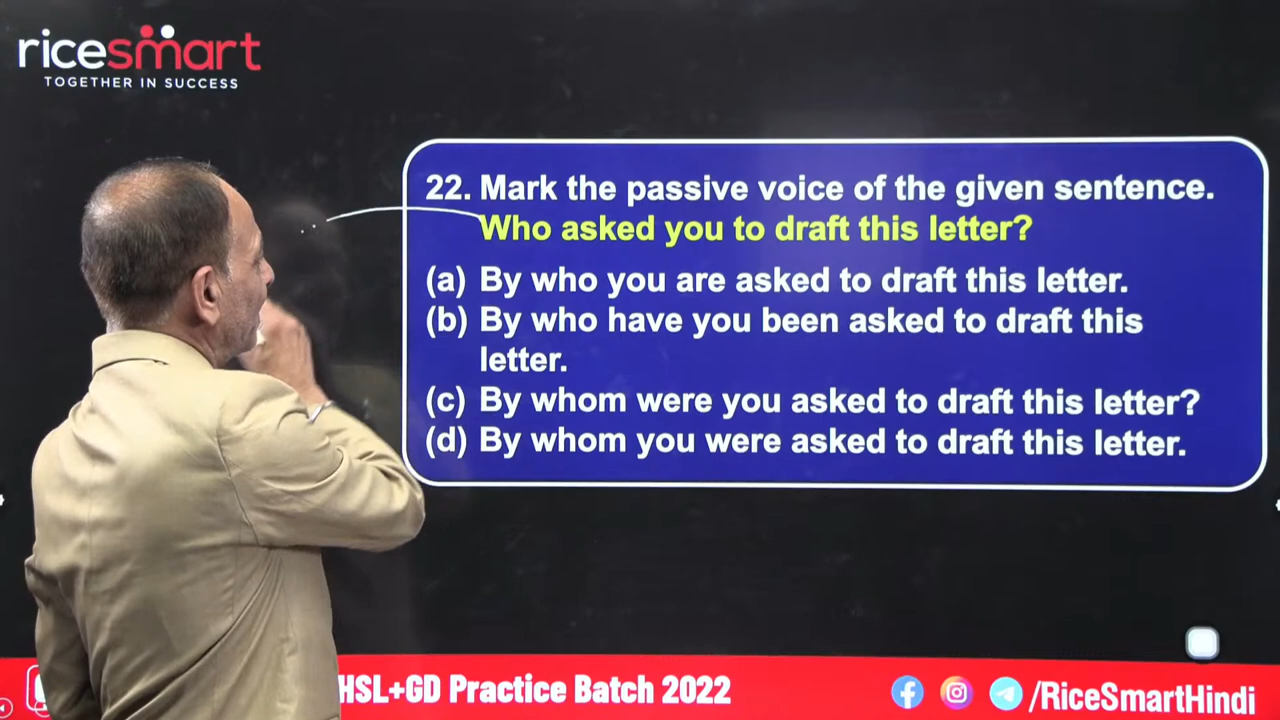 ricesmart
TOGETHER IN SUCCESS
22. Mark the passive voice of the given sentence.
Who asked you to draft this letter?
(a) By who you are asked to draft this letter.
(b) By who have you been asked to draft this
letter.
(c) By whom were you asked to draft this letter?
(d) By whom you were asked to draft this letter.
HSL+GD Practice Batch 2022
/RiceSmartHindi